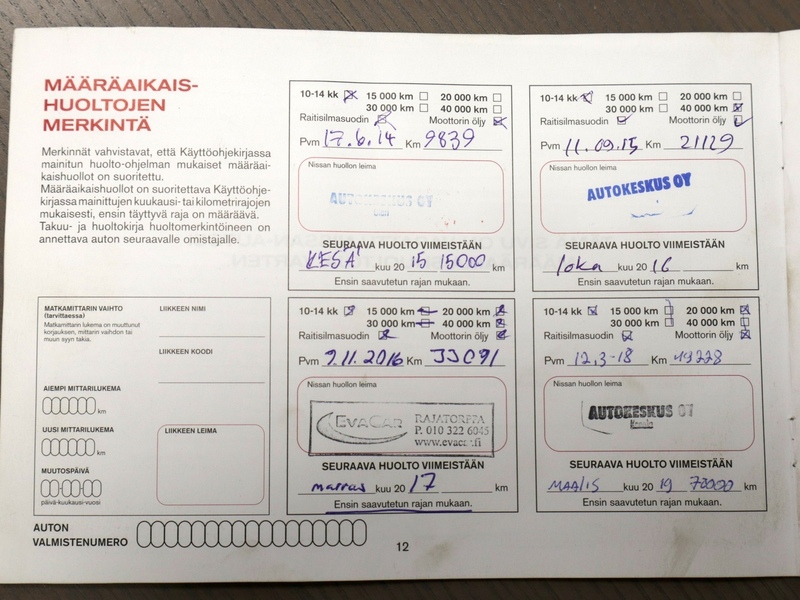 MÄÄRÄAIKAIS-
HUOLTOJEN
MERKINTÄ
Merkinnät vahvistavat, että Käyttöohjekirjassa
mainitun huolto-ohjelman mukaiset määräai-
kaishuollot on suoritettu.
Määräaikaishuollot on suoritettava Käyttöohje-
kirjassa mainittujen kuukausi- tai kilometrirajojen
mukaisesti, ensin täyttyvä raja on määräävä.
Takuu- ja huoltokirja huoltomerkintöineen on
annettava auton seuraavalle omistajalle.
10-14 kk 15 000 km 20 000 km
30 000 km 40 000 km
Raitisilmasuodin Moottorin öljy
Pvm 17.6.14 Km 9839
Nissan huollon leima
AUTOKESKUS OY
SEURAAVA HUOLTO VIIMEISTÄÄN
KESÄ kuu 20 15 15000 km
Ensin saavutetun rajan mukaan.
10-14 kk 15 000 km 20 000 km
30 000 km 40 000 km
Raitisilmasuodin Moottorin öljy
Pvm 11.09.15 Km 21129
Nissan huollon leima
AUTOKESKUS OY
SEURAAVA HUOLTO VIIMEISTÄÄN
loka kuu 20 16 km
Ensin saavutetun rajan mukaan.
MATKAMITTARIN VAIHTO
(tarvittaessa)
Matkamittarin lukema on muuttunut
korjauksen, mittarin vaihdon tai
muun syyn takia.
AIEMPI MITTARILUKEMA
km
UUSI MITTARILUKEMA
km
MUUTOSPÄIVÄ
päivä-kuukausi-vuosi
LIIKKEEN NIMI
LIIKKEEN KOODI
LIIKKEEN LEIMA
10-14 kk 15 000 km 20 000 km
30 000 km 40 000 km
Raitisilmasuodin Moottorin öljy
Pvm 9.11.2016 Km 33091
Nissan huollon leima
EVACAR RAJATORPPA
P. 010 322 6045
www.evacar.fi
SEURAAVA HUOLTO VIIMEISTÄÄN
marras kuu 20 17 km
Ensin saavutetun rajan mukaan.
10-14 kk 15 000 km 20 000 km
30 000 km 40 000 km
Raitisilmasuodin Moottorin öljy
Pvm 12.3-18 Km 49228
Nissan huollon leima
AUTOKESKUS OY
SEURAAVA HUOLTO VIIMEISTÄÄN
MAALIS kuu 20 19 70000 km
Ensin saavutetun rajan mukaan.
AUTON
VALMISTENUMERO
12